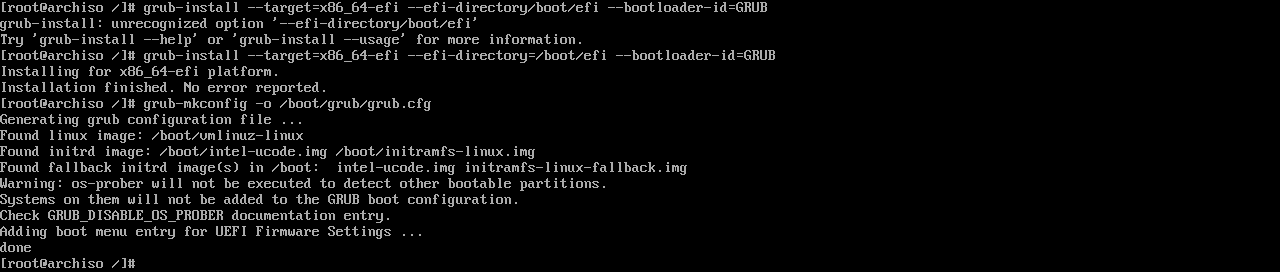 [root@archiso /]# grub-install --target=x86_64-efi --efi-directory/boot/efi --bootloader-id=GRUB
grub-install: unrecognized option '--efi-directory/boot/efi'
Try 'grub-install --help' or 'grub-install --usage' for more information.
[root@archiso /]# grub-install --target=x86_64-efi --efi-directory=/boot/efi --bootloader-id=GRUB
Installing for x86_64-efi platform.
Installation finished. No error reported.
[root@archiso /]# grub-mkconfig -o /boot/grub/grub.cfg
Generating grub configuration file ...
Found linux image: /boot/vmlinuz-linux
Found initrd image: /boot/intel-ucode.img /boot/initramfs-linux.img
Found fallback initrd image(s) in /boot:  intel-ucode.img initramfs-linux-fallback.img
Warning: os-prober will not be executed to detect other bootable partitions.
Systems on them will not be added to the GRUB boot configuration.
Check GRUB_DISABLE_OS_PROBER documentation entry.
Adding boot menu entry for UEFI Firmware Settings ...
done
[root@archiso /]#